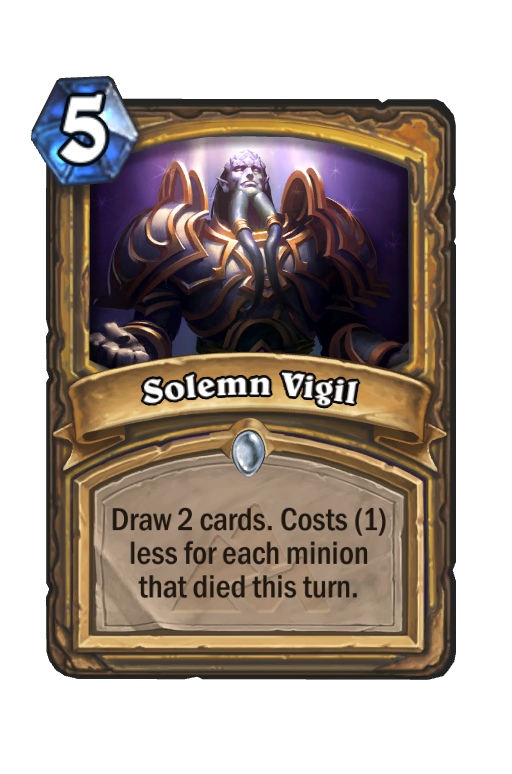 5
Solemn Vigil
Draw 2 cards. Costs (1)
less for each minion
that died this turn.